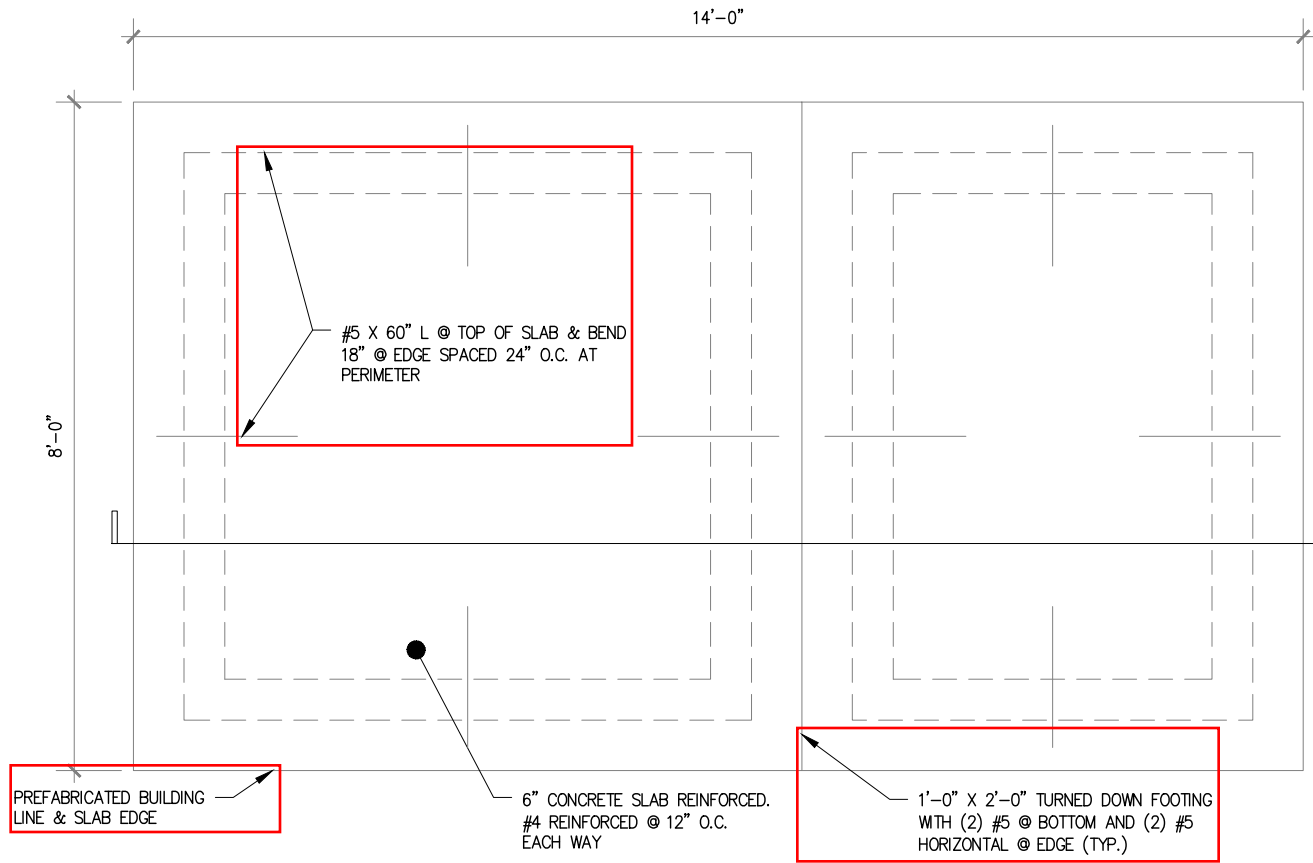 14'-0"
#5 X 60" L @ TOP OF SLAB & BEND
18" @ EDGE SPACED 24" O.C. AT
PERIMETER
8'-0"
PREFABRICATED BUILDING
LINE & SLAB EDGE
6" CONCRETE SLAB REINFORCED.
#4 REINFORCED @ 12" O.C.
EACH WAY
1'-0" X 2'-0" TURNED DOWN FOOTING
WITH (2) #5 @ BOTTOM AND (2) #5
HORIZONTAL @ EDGE (TYP.)